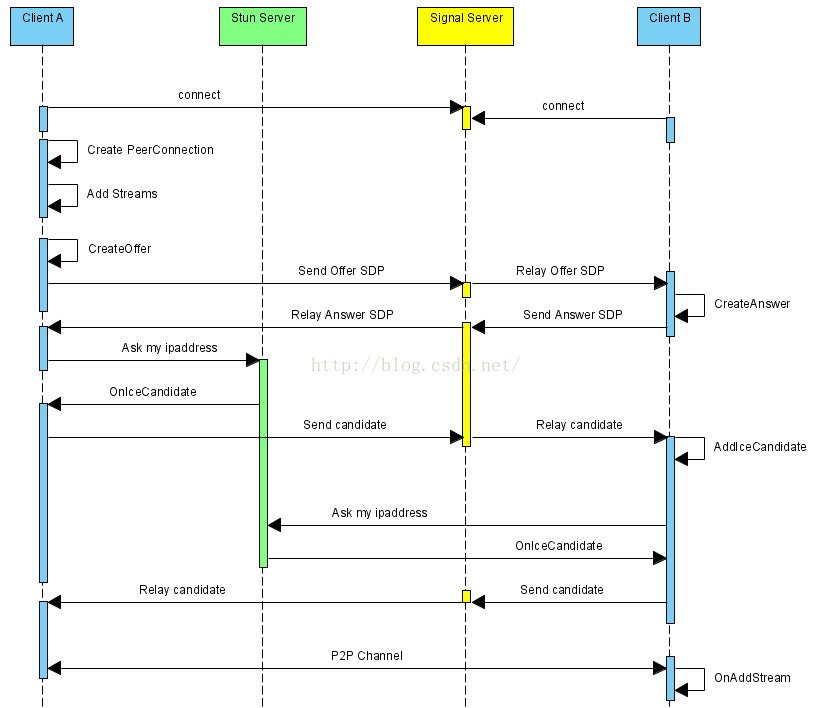 Client A
Stun Server
Signal Server
Client B
connect
connect
Create PeerConnection
Add Streams
CreateOffer
Send Offer SDP
Relay Offer SDP
CreateAnswer
Relay Answer SDP
Send Answer SDP
Ask my ipaddress
http://blog.csdn.net/
OnIceCandidate
Send candidate
Relay candidate
AddIceCandidate
Ask my ipaddress
OnIceCandidate
Relay candidate
Send candidate
P2P Channel
OnAddStream